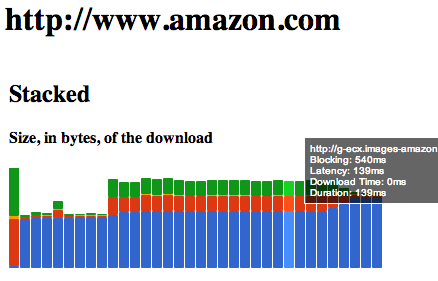 http://www.amazon.com
Stacked
Size, in bytes, of the download
http://g-ecx.images-amazon
Blocking: 540ms
Latency: 139ms
Download Time: 0ms
Duration: 139ms